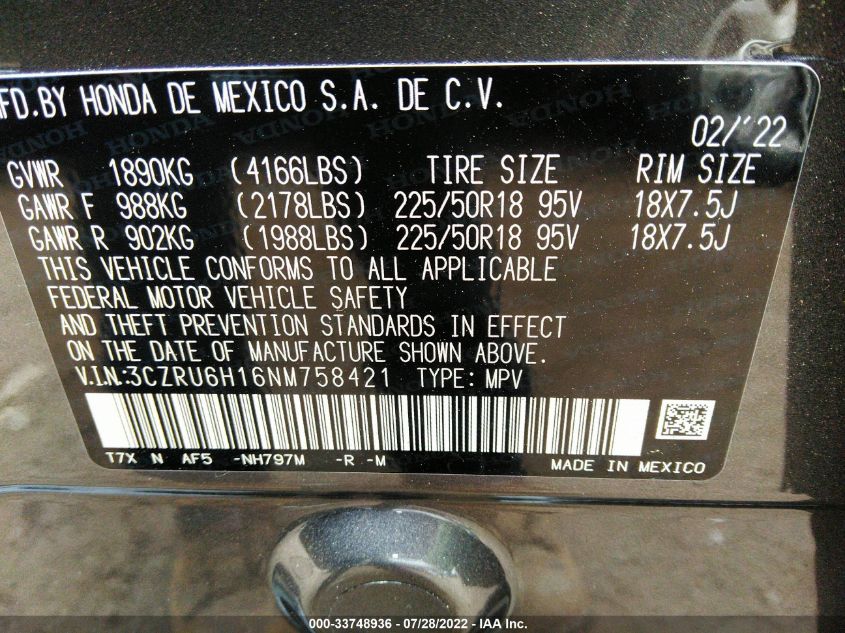 MFD.BY HONDA DE MEXICO S.A. DE C.V.
02/'22
GVWR 1890KG (4166LBS) TIRE SIZE RIM SIZE
GAWR F 988KG (2178LBS) 225/50R18 95V 18X7.5J
GAWR R 902KG (1988LBS) 225/50R18 95V 18X7.5J
THIS VEHICLE CONFORMS TO ALL APPLICABLE
FEDERAL MOTOR VEHICLE SAFETY
AND THEFT PREVENTION STANDARDS IN EFFECT
ON THE DATE OF MANUFACTURE SHOWN ABOVE.
V.I.N.:3CZRU6H16NM758421 TYPE: MPV
T7X N AF5 -NH797M -R -M
MADE IN MEXICO
000-33748936 - 07/28/2022 - IAA Inc.